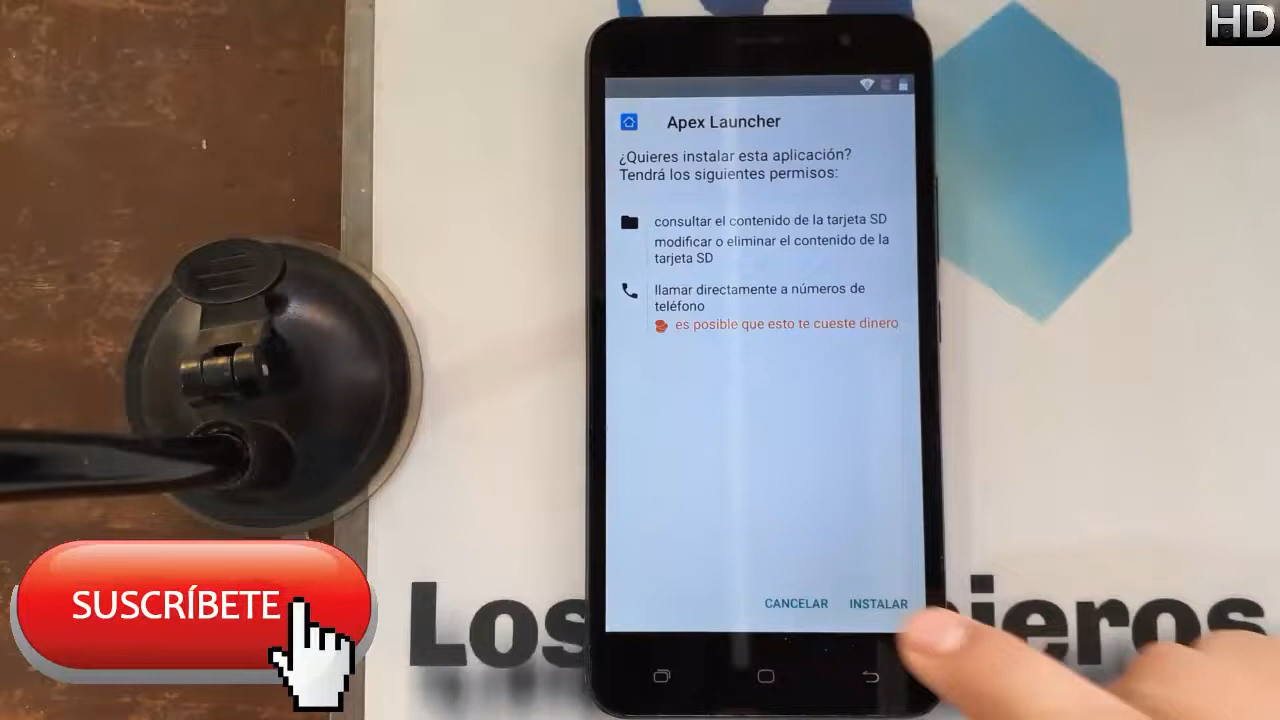 HD
Apex Launcher
¿Quieres instalar esta aplicación?
Tendrá los siguientes permisos:
consultar el contenido de la tarjeta SD
modificar o eliminar el contenido de la
tarjeta SD
llamar directamente a números de
teléfono
es posible que esto te cueste dinero
CANCELAR INSTALAR
SUSCRÍBETE
Los